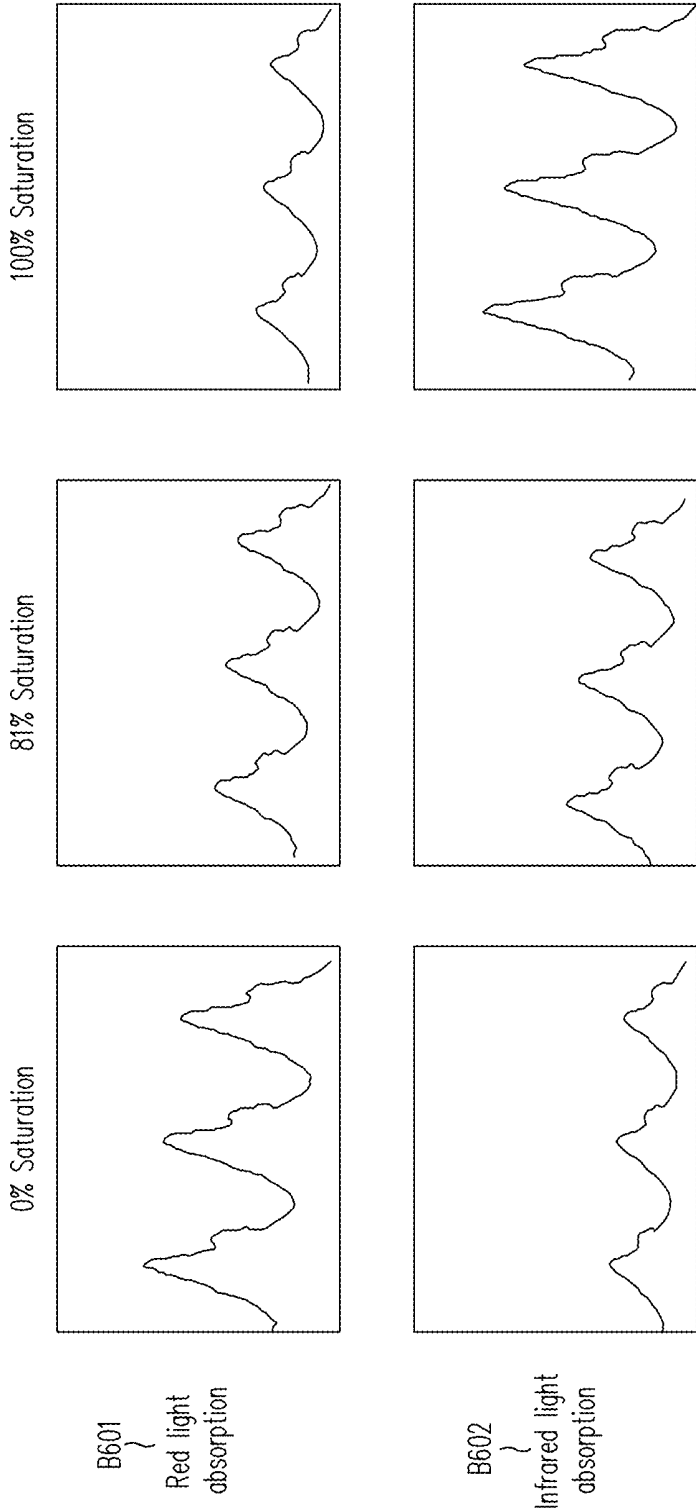 0% Saturation
81% Saturation
100% Saturation
B601
Red light
absorption
B602
Infrared light
absorption